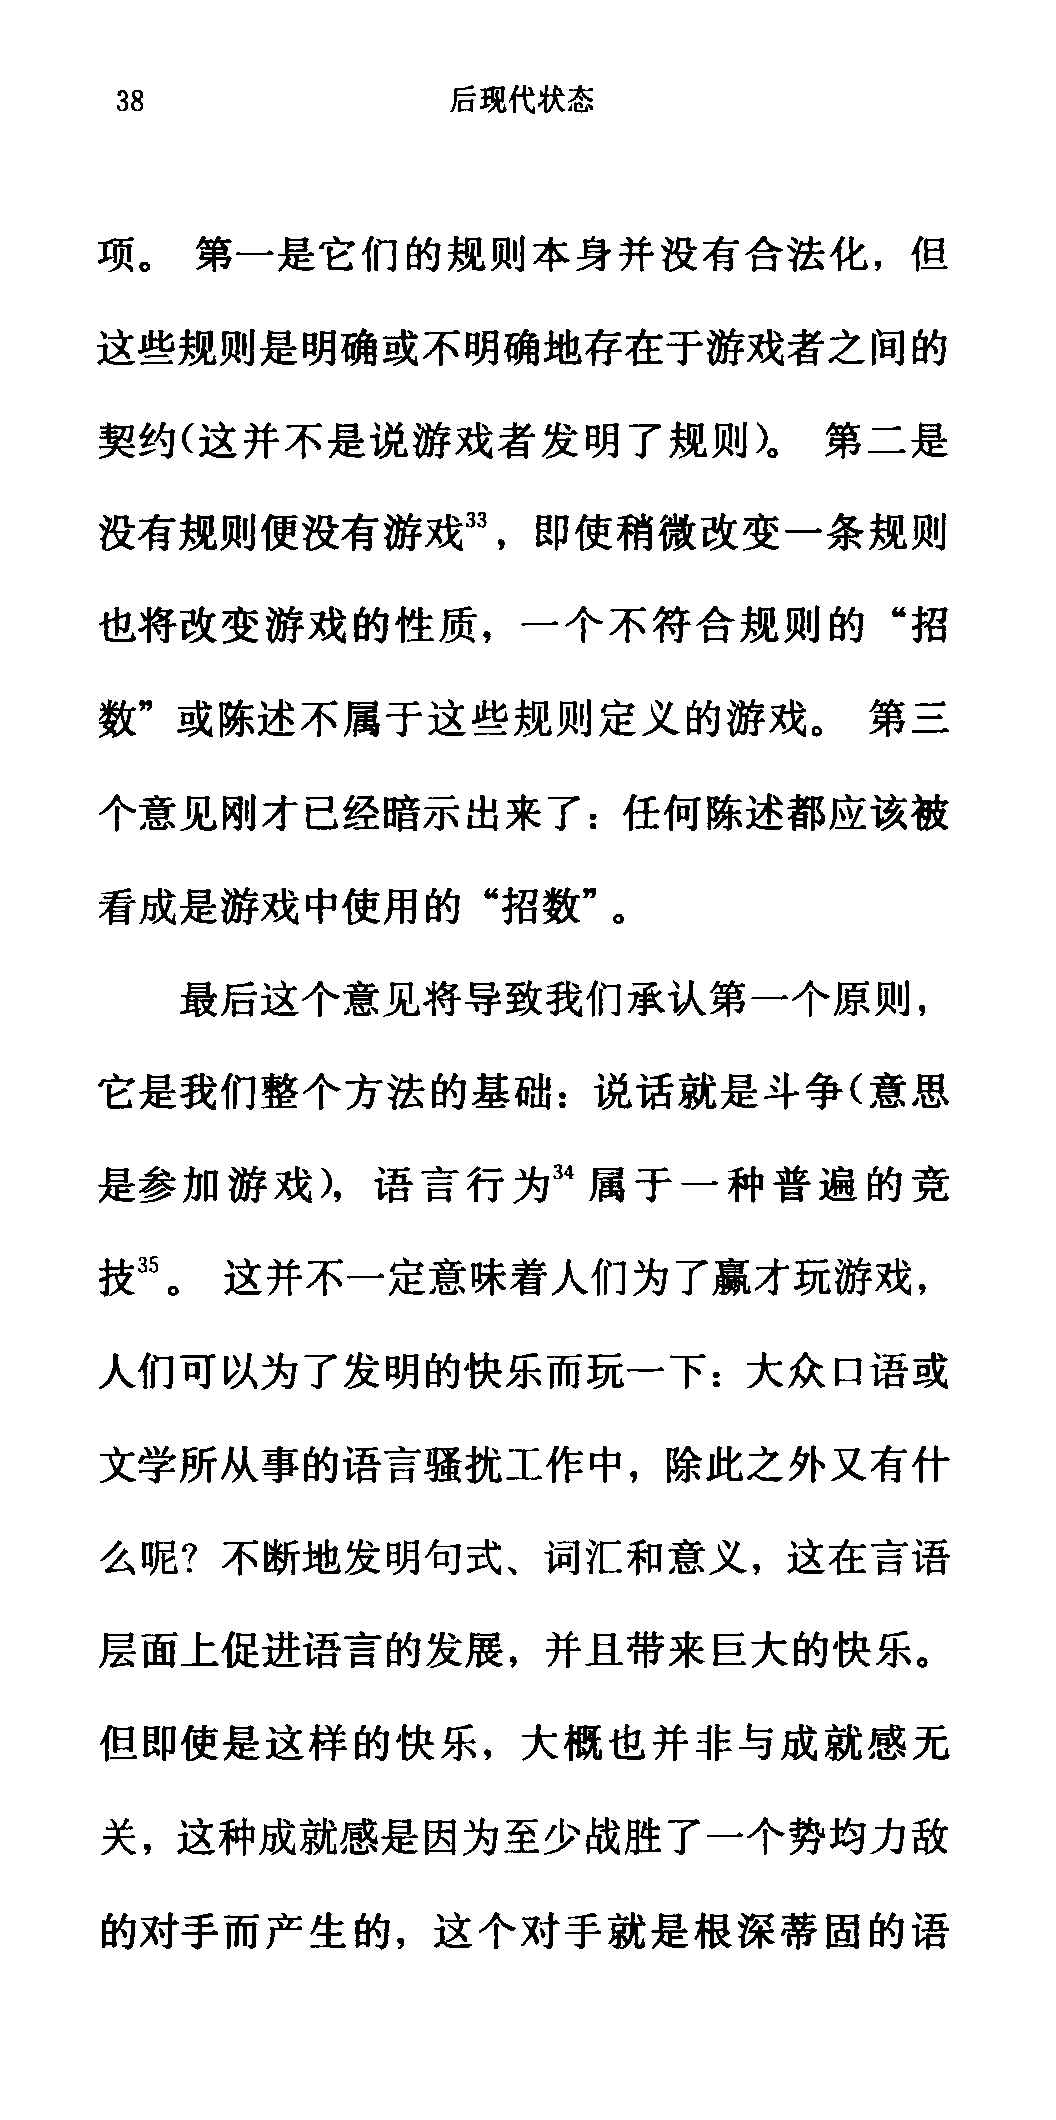 38 后现代状态
项。 第一是它们的规则本身并没有合法化，但
这些规则是明确或不明确地存在于游戏者之间的
契约（这并不是说游戏者发明了规则）。 第二是
没有规则便没有游戏33，即使稍微改变一条规则
也将改变游戏的性质，一个不符合规则的“招
数”或陈述不属于这些规则定义的游戏。 第三
个意见刚才已经暗示出来了：任何陈述都应该被
看成是游戏中使用的“招数”。
最后这个意见将导致我们承认第一个原则，
它是我们整个方法的基础：说话就是斗争（意思
是参加游戏），语言行为34 属于一种普遍的竞
技35。 这并不一定意味着人们为了赢才玩游戏，
人们可以为了发明的快乐而玩一下：大众口语或
文学所从事的语言骚扰工作中，除此之外又有什
么呢？不断地发明句式、词汇和意义，这在言语
层面上促进语言的发展，并且带来巨大的快乐。
但即使是这样的快乐，大概也并非与成就感无
关，这种成就感是因为至少战胜了一个势均力敌
的对手而产生的，这个对手就是根深蒂固的语